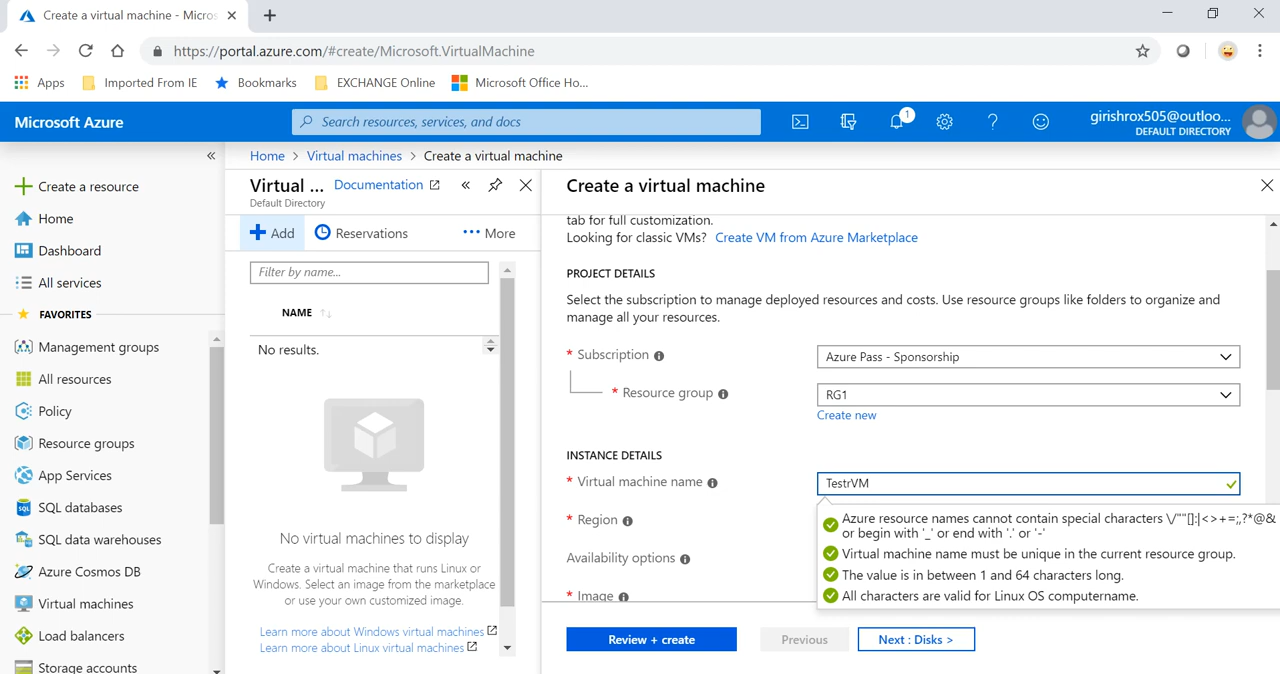 Create a virtual machine - Micros
https://portal.azure.com/#create/Microsoft.VirtualMachine
Apps Imported From IE Bookmarks EXCHANGE Online Microsoft Office Ho...
Microsoft Azure
Search resources, services, and docs
1
girishrox505@outloo...
DEFAULT DIRECTORY
Create a resource
Home
Dashboard
All services
FAVORITES
Management groups
All resources
Policy
Resource groups
App Services
SQL databases
SQL data warehouses
Azure Cosmos DB
Virtual machines
Load balancers
Storage accounts
Home > Virtual machines > Create a virtual machine
Virtual ... Documentation
Default Directory
Add Reservations ••• More
Filter by name...
NAME
No results.
No virtual machines to display
Create a virtual machine that runs Linux or
Windows. Select an image from the marketplace
or use your own customized image.
Learn more about Windows virtual machines
Learn more about Linux virtual machines
Create a virtual machine
tab for full customization.
Looking for classic VMs? Create VM from Azure Marketplace
PROJECT DETAILS
Select the subscription to manage deployed resources and costs. Use resource groups like folders to organize and
manage all your resources.
* Subscription Azure Pass - Sponsorship
* Resource group RG1
Create new
INSTANCE DETAILS
* Virtual machine name TestrVM
* Region
Availability options
* Image
Azure resource names cannot contain special characters \/""[]:|<>+=;,?*@&
or begin with '_' or end with '.' or '-'
Virtual machine name must be unique in the current resource group.
The value is in between 1 and 64 characters long.
All characters are valid for Linux OS computername.
Review + create Previous Next : Disks >